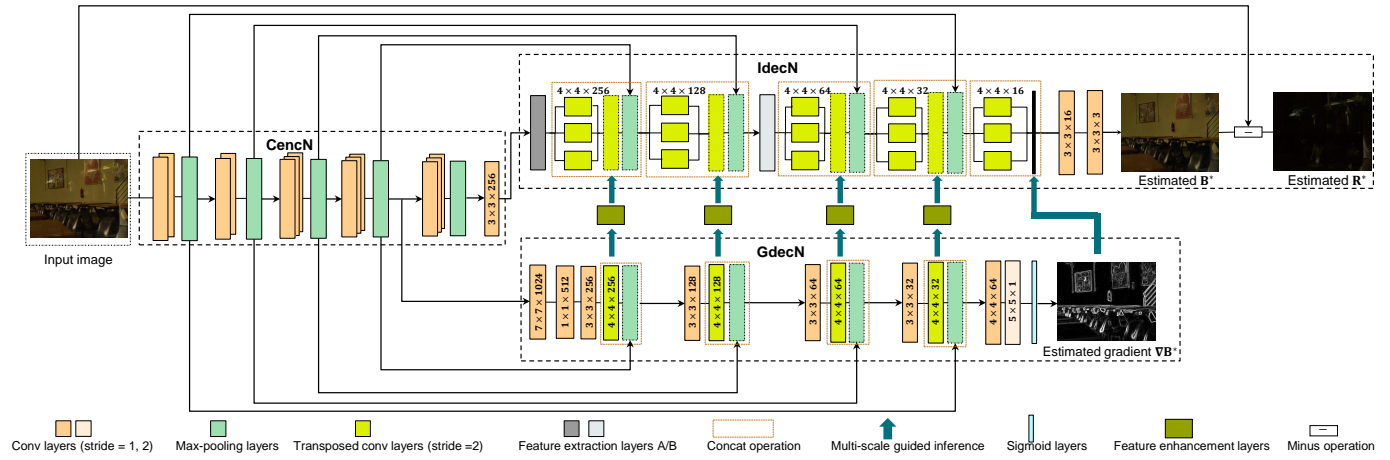 IdecN
4 × 4 × 256
4 × 4 × 128
4 × 4 × 64
4 × 4 × 32
4 × 4 × 16
3 × 3 × 16
3 × 3 × 3
Estimated B*
−
Estimated R*
CencN
3 × 3 × 256
Input image
GdecN
7 × 7 × 1024
1 × 1 × 512
3 × 3 × 256
4 × 4 × 256
3 × 3 × 128
4 × 4 × 128
3 × 3 × 64
4 × 4 × 64
3 × 3 × 32
4 × 4 × 32
4 × 4 × 64
5 × 5 × 1
Estimated gradient ∇B*
Conv layers (stride = 1, 2)
Max-pooling layers
Transposed conv layers (stride =2)
Feature extraction layers A/B
Concat operation
Multi-scale guided inference
Sigmoid layers
Feature enhancement layers
−
Minus operation